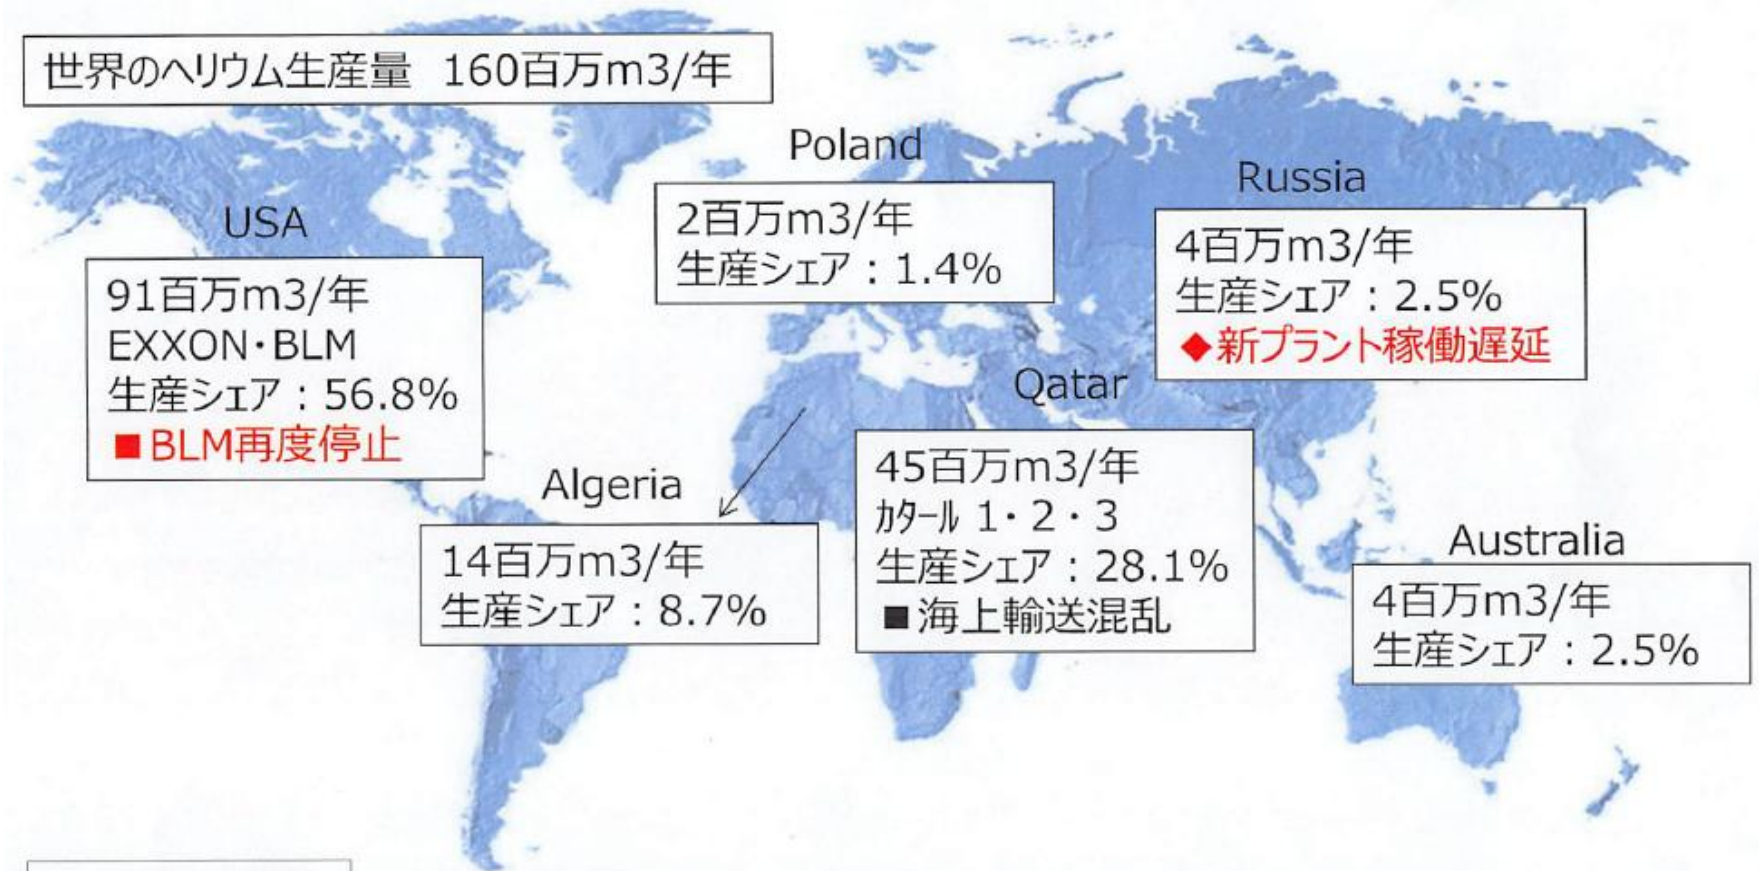 世界のヘリウム生産量 160百万m3/年
Poland
2百万m3/年
生産シェア：1.4%
Russia
4百万m3/年
生産シェア：2.5%
◆新プラント稼働遅延
USA
91百万m3/年
EXXON・BLM
生産シェア：56.8%
■BLM再度停止
Qatar
45百万m3/年
ｶﾀｰﾙ 1・2・3
生産シェア：28.1%
■海上輸送混乱
Algeria
14百万m3/年
生産シェア：8.7%
Australia
4百万m3/年
生産シェア：2.5%